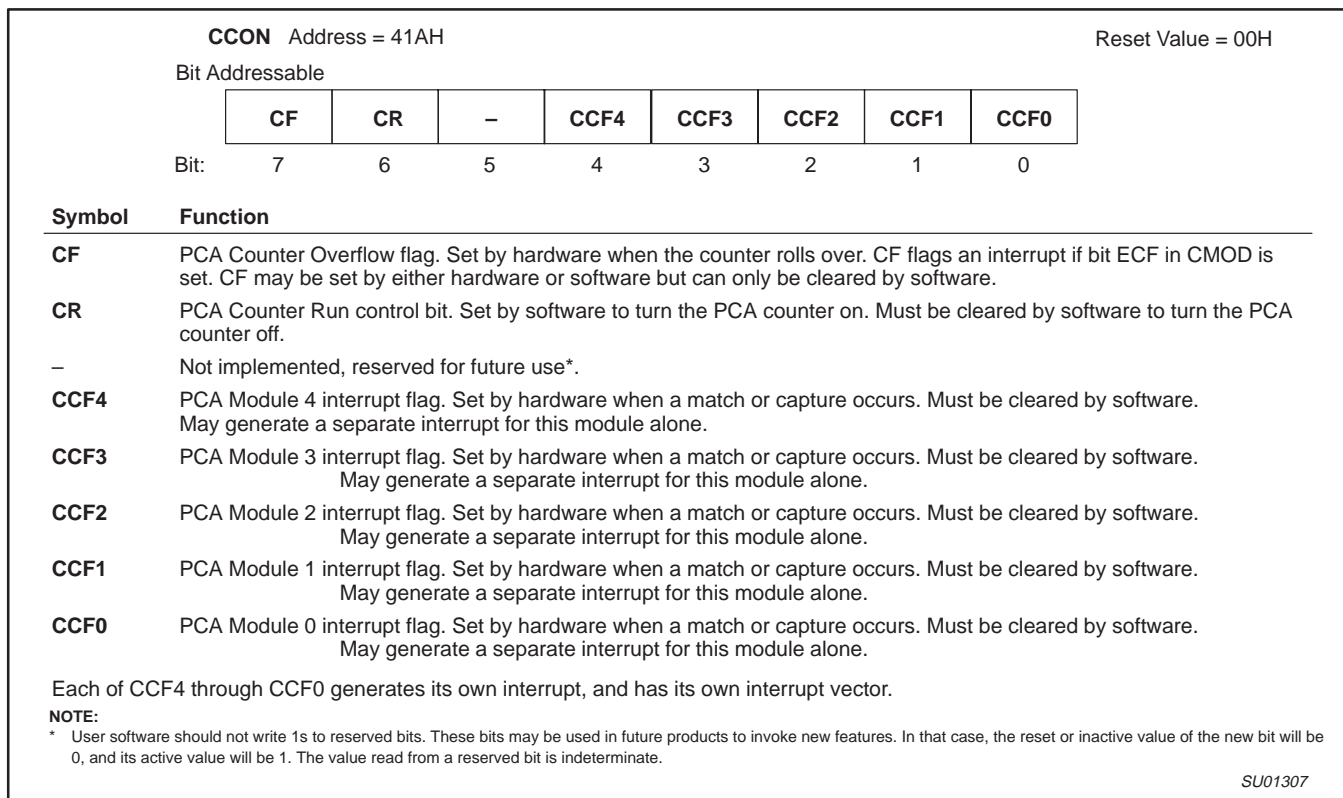 CCON Address = 41AH Reset Value = 00H
Bit Addressable
CF CR – CCF4 CCF3 CCF2 CCF1 CCF0
Bit: 7 6 5 4 3 2 1 0
Symbol Function
CF PCA Counter Overflow flag. Set by hardware when the counter rolls over. CF flags an interrupt if bit ECF in CMOD is
set. CF may be set by either hardware or software but can only be cleared by software.
CR PCA Counter Run control bit. Set by software to turn the PCA counter on. Must be cleared by software to turn the PCA
counter off.
– Not implemented, reserved for future use*.
CCF4 PCA Module 4 interrupt flag. Set by hardware when a match or capture occurs. Must be cleared by software.
May generate a separate interrupt for this module alone.
CCF3 PCA Module 3 interrupt flag. Set by hardware when a match or capture occurs. Must be cleared by software.
May generate a separate interrupt for this module alone.
CCF2 PCA Module 2 interrupt flag. Set by hardware when a match or capture occurs. Must be cleared by software.
May generate a separate interrupt for this module alone.
CCF1 PCA Module 1 interrupt flag. Set by hardware when a match or capture occurs. Must be cleared by software.
May generate a separate interrupt for this module alone.
CCF0 PCA Module 0 interrupt flag. Set by hardware when a match or capture occurs. Must be cleared by software.
May generate a separate interrupt for this module alone.
Each of CCF4 through CCF0 generates its own interrupt, and has its own interrupt vector.
NOTE:
* User software should not write 1s to reserved bits. These bits may be used in future products to invoke new features. In that case, the reset or inactive value of the new bit will be
0, and its active value will be 1. The value read from a reserved bit is indeterminate.
SU01307